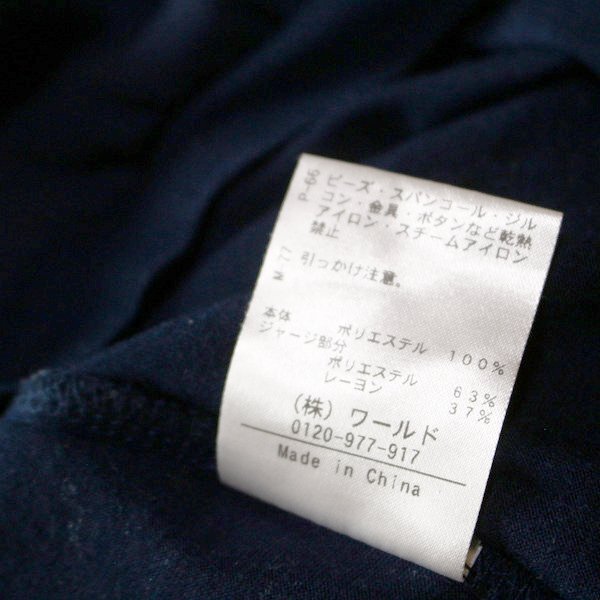 P-66 ビーズ・スパンコール・ジル
コン・金具・ボタンなど乾熱
アイロン・スチームアイロン
禁止
M 77 引っかけ注意。
本体 ポリエステル 100%
ジャージ部分
ポリエステル 63%
レーヨン 37%
(株) ワールド
0120-977-917
Made in China